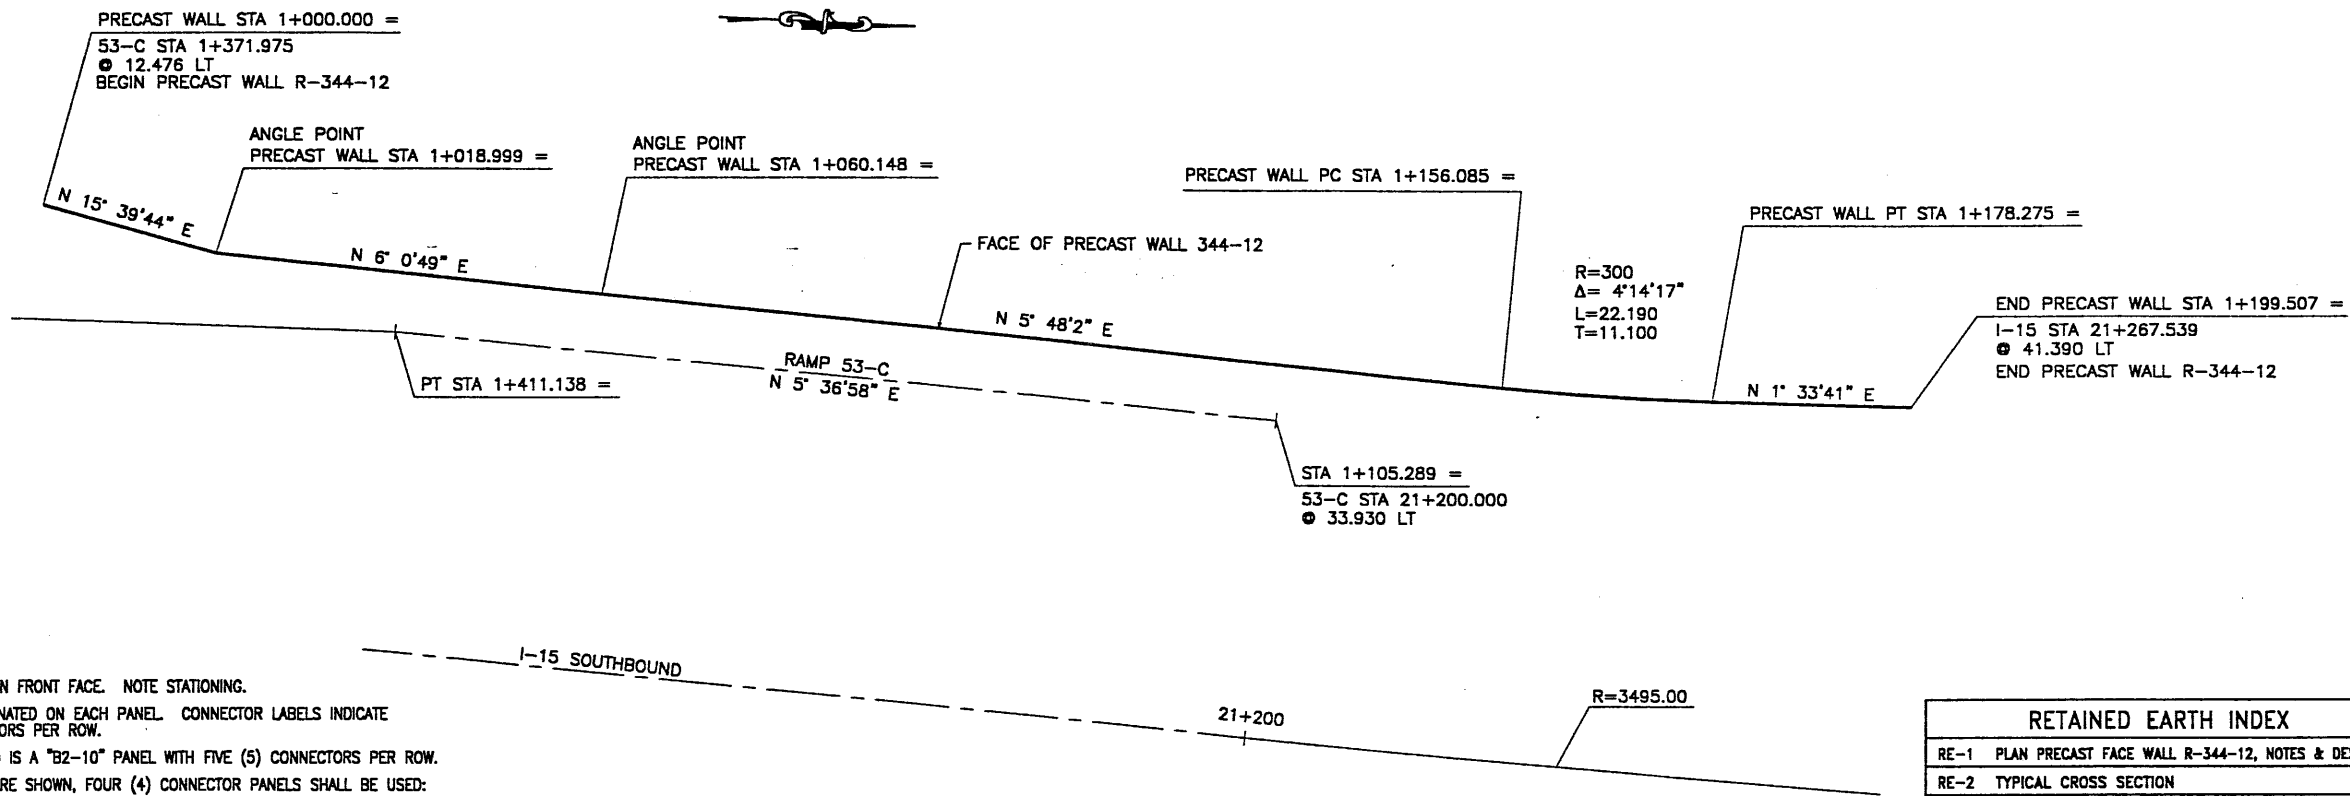 PRECAST WALL STA 1+000.000 =
53-C STA 1+371.975
@ 12.476 LT
BEGIN PRECAST WALL R-344-12
ANGLE POINT
PRECAST WALL STA 1+018.999 =
ANGLE POINT
PRECAST WALL STA 1+060.148 =
PRECAST WALL PC STA 1+156.085 =
PRECAST WALL PT STA 1+178.275 =
N 15° 39'44" E
N 6° 0'49" E
FACE OF PRECAST WALL 344-12
R=300
Δ= 4°14'17"
L=22.190
T=11.100
END PRECAST WALL STA 1+199.507 =
I-15 STA 21+267.539
@ 41.390 LT
END PRECAST WALL R-344-12
N 5° 48'2" E
N 1° 33'41" E
RAMP 53-C
N 5° 36'58" E
PT STA 1+411.138 =
STA 1+105.289 =
53-C STA 21+200.000
@ 33.930 LT
I-15 SOUTHBOUND
21+200
R=3495.00
N FRONT FACE. NOTE STATIONING.
NATED ON EACH PANEL. CONNECTOR LABELS INDICATE
ORS PER ROW.
IS A "B2-10" PANEL WITH FIVE (5) CONNECTORS PER ROW.
RE SHOWN, FOUR (4) CONNECTOR PANELS SHALL BE USED:
RETAINED EARTH INDEX
RE-1 PLAN PRECAST FACE WALL R-344-12, NOTES & DE
RE-2 TYPICAL CROSS SECTION